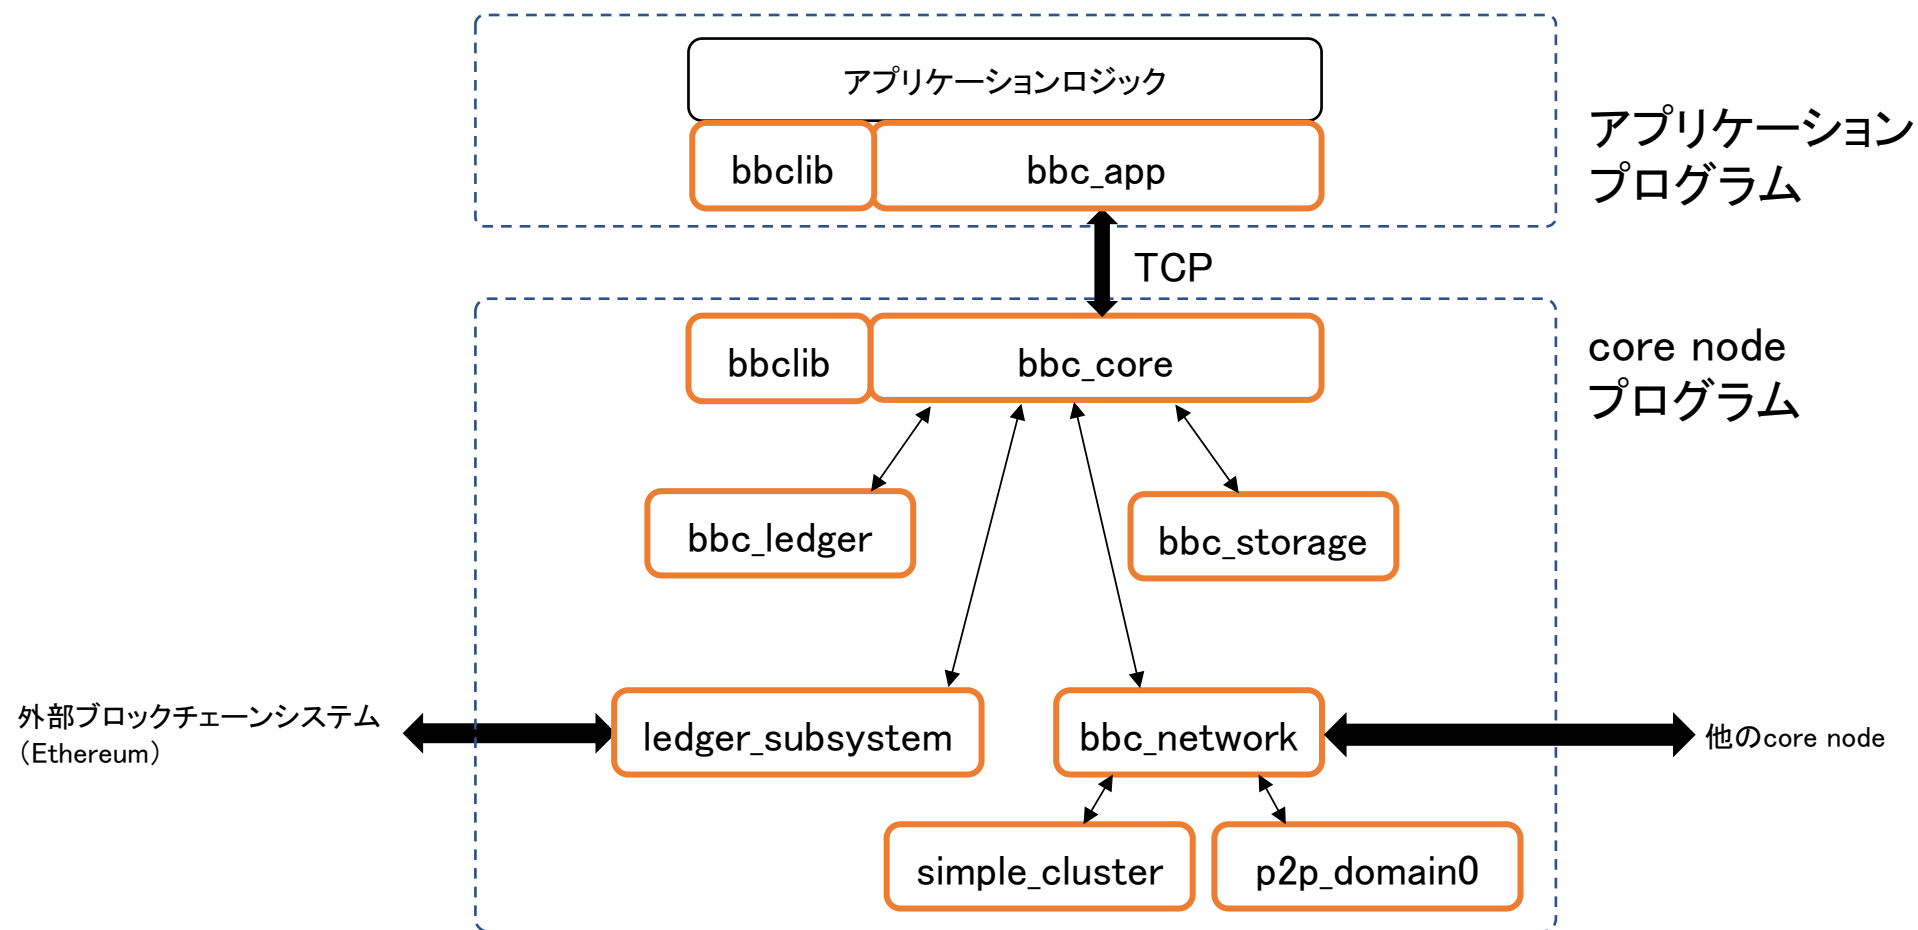 アプリケーションロジック
bbclib
bbc_app
アプリケーション
プログラム
TCP
bbclib
bbc_core
core node
プログラム
bbc_ledger
bbc_storage
外部ブロックチェーンシステム
(Ethereum)
ledger_subsystem
bbc_network
他のcore node
simple_cluster
p2p_domain0